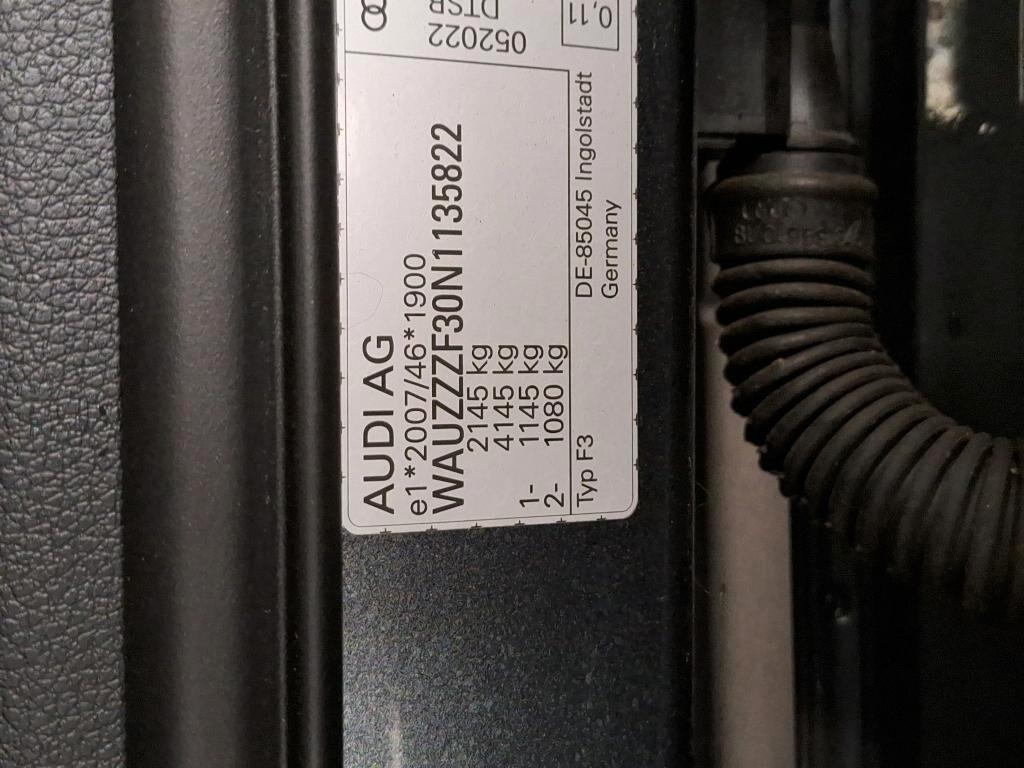 AUDI AG
e1*2007/46*1900
WAUZZZF30N1135822
2145 kg
4145 kg
1- 1145 kg
2- 1080 kg
Typ F3
DE-85045 Ingolstadt
Germany
052022
0,11